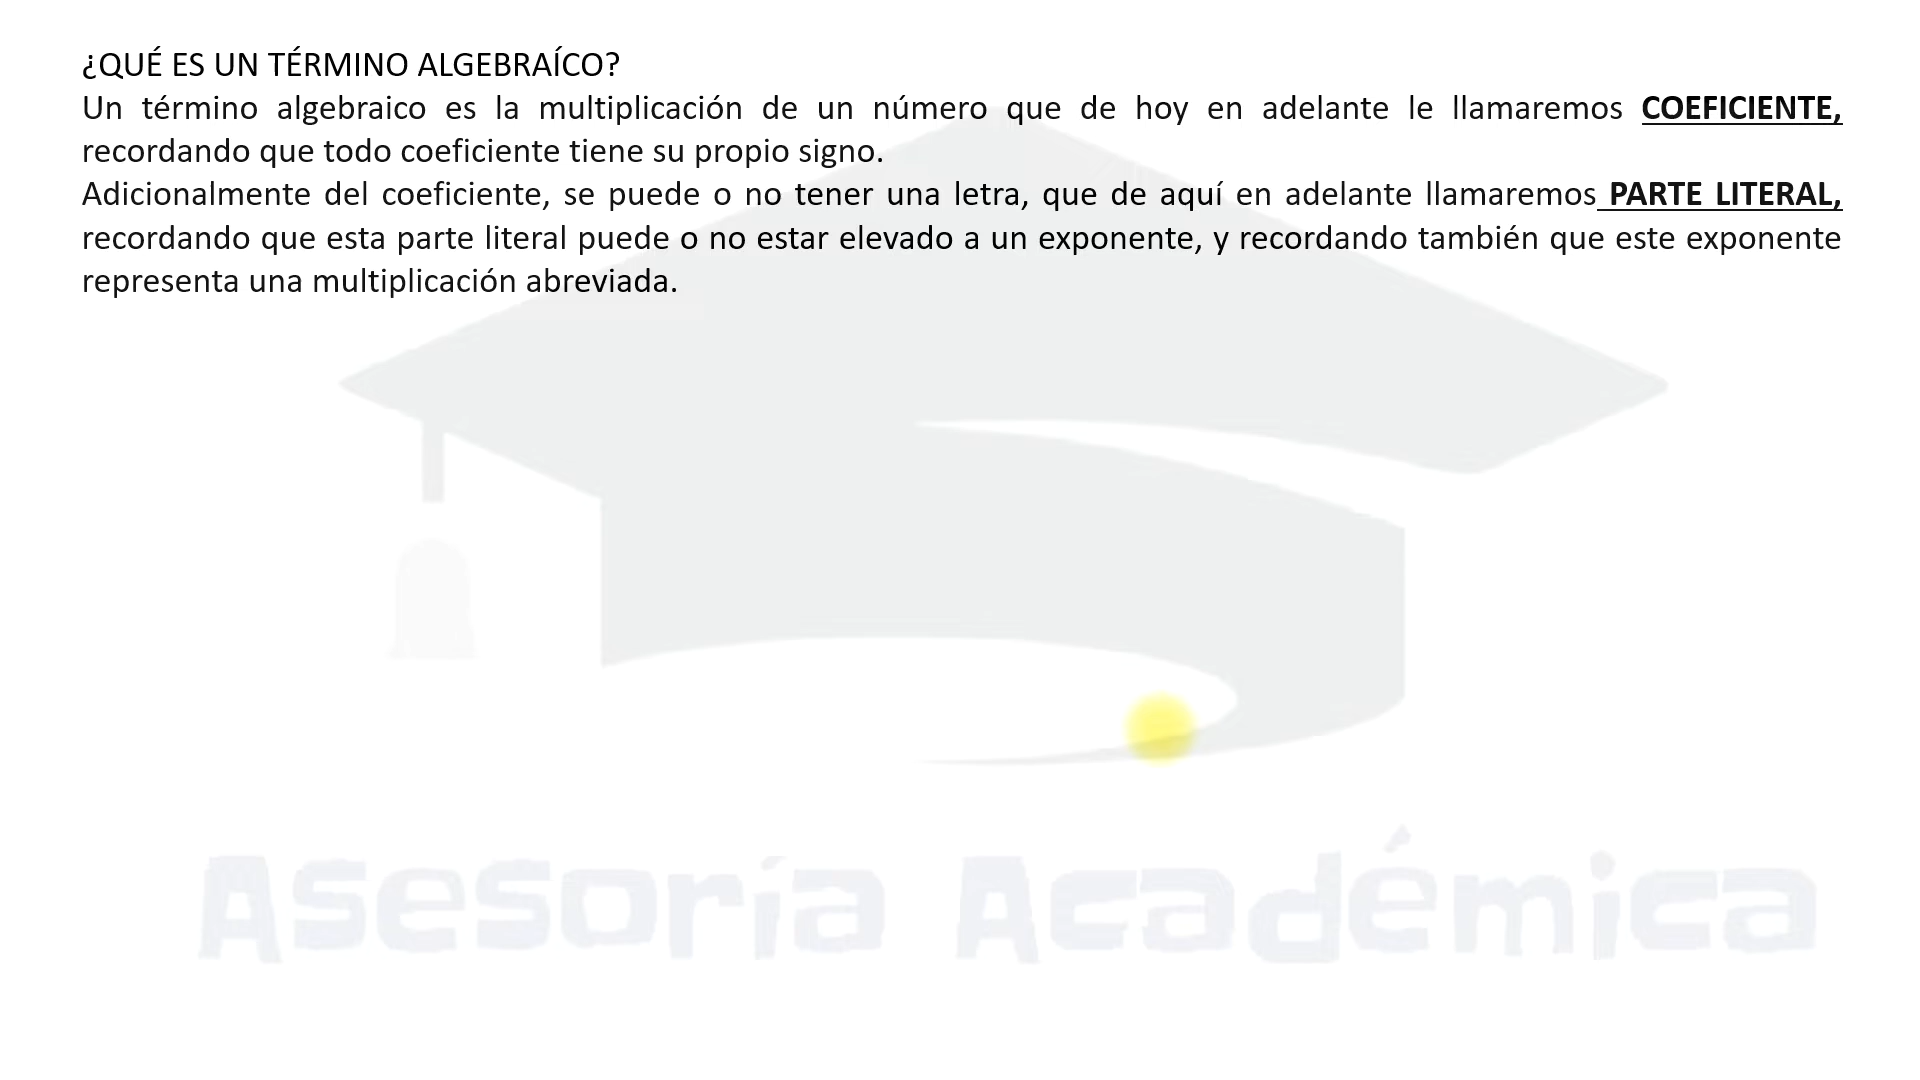 ¿QUÉ ES UN TÉRMINO ALGEBRAÍCO?
Un término algebraico es la multiplicación de un número que de hoy en adelante le llamaremos COEFICIENTE,
recordando que todo coeficiente tiene su propio signo.
Adicionalmente del coeficiente, se puede o no tener una letra, que de aquí en adelante llamaremos PARTE LITERAL,
recordando que esta parte literal puede o no estar elevado a un exponente, y recordando también que este exponente
representa una multiplicación abreviada.
Asesoría Académica